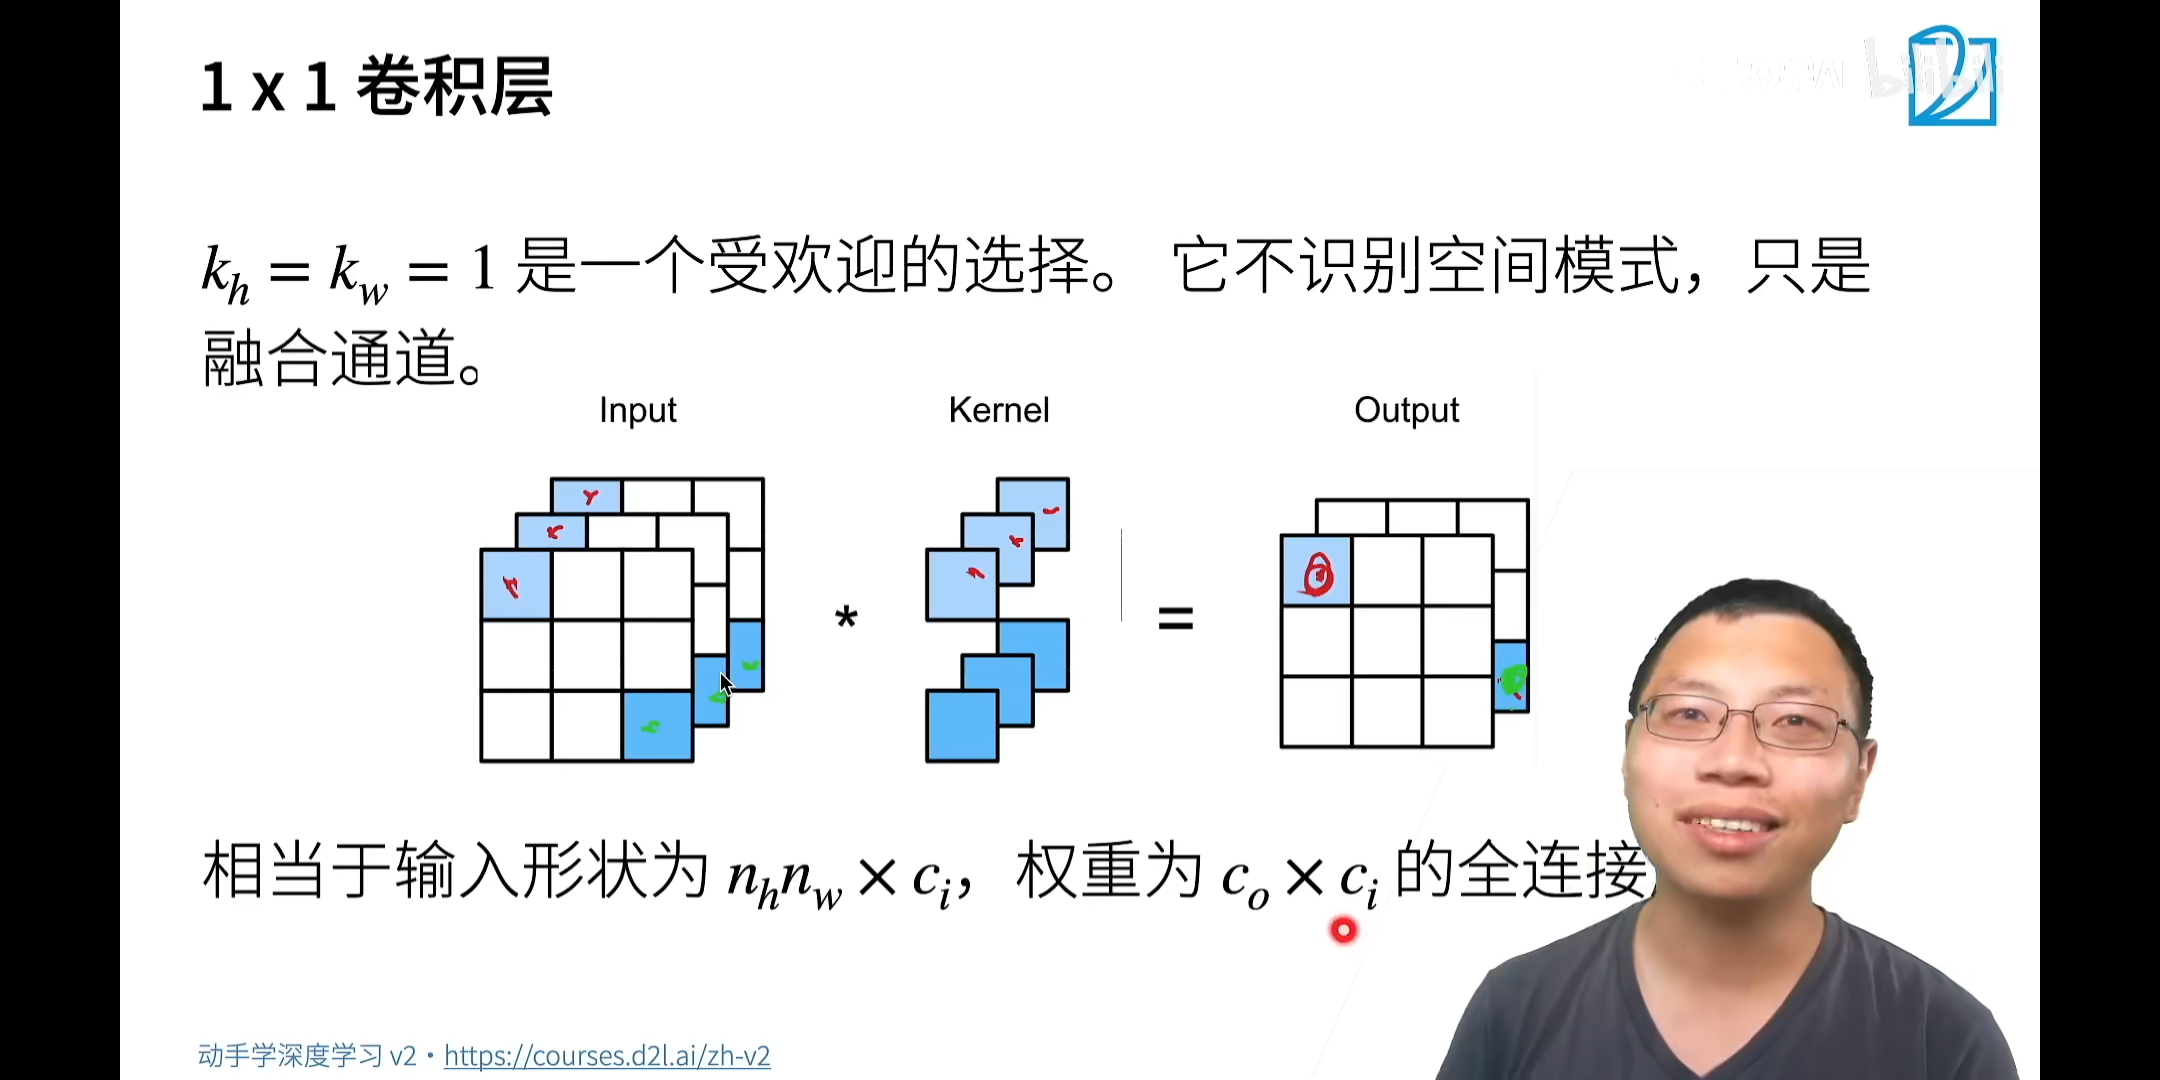 1 x 1 卷积层
bilibili
k_h = k_w = 1 是一个受欢迎的选择。 它不识别空间模式，只是
融合通道。
Input Kernel Output
* =
相当于输入形状为 n_h n_w × c_i，权重为 c_o × c_i 的全连接
动手学深度学习 v2 • https://courses.d2l.ai/zh-v2